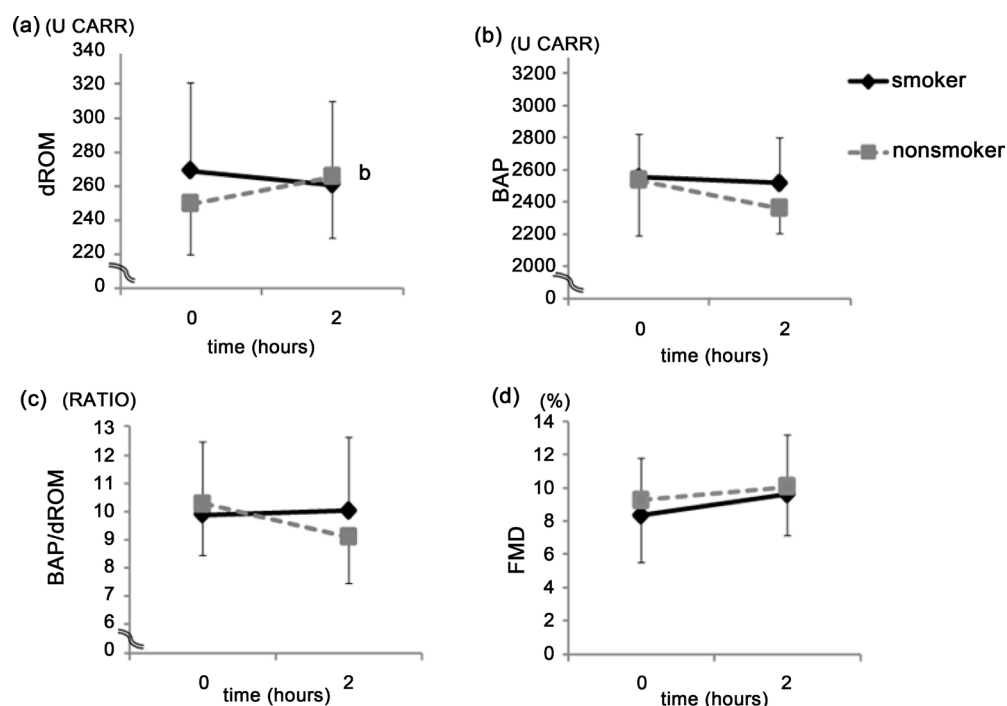 (a) (U CARR)
340
320
300
280
260
240
220
0
dROM
b
0 2
time (hours)
(b) (U CARR)
3200
3000
2800
2600
2400
2200
2000
0
BAP
0 2
time (hours)
smoker
nonsmoker
(c) (RATIO)
13
12
11
10
9
8
7
6
0
BAP/dROM
0 2
time (hours)
(d) (%)
14
12
10
8
6
4
2
0
FMD
0 2
time (hours)